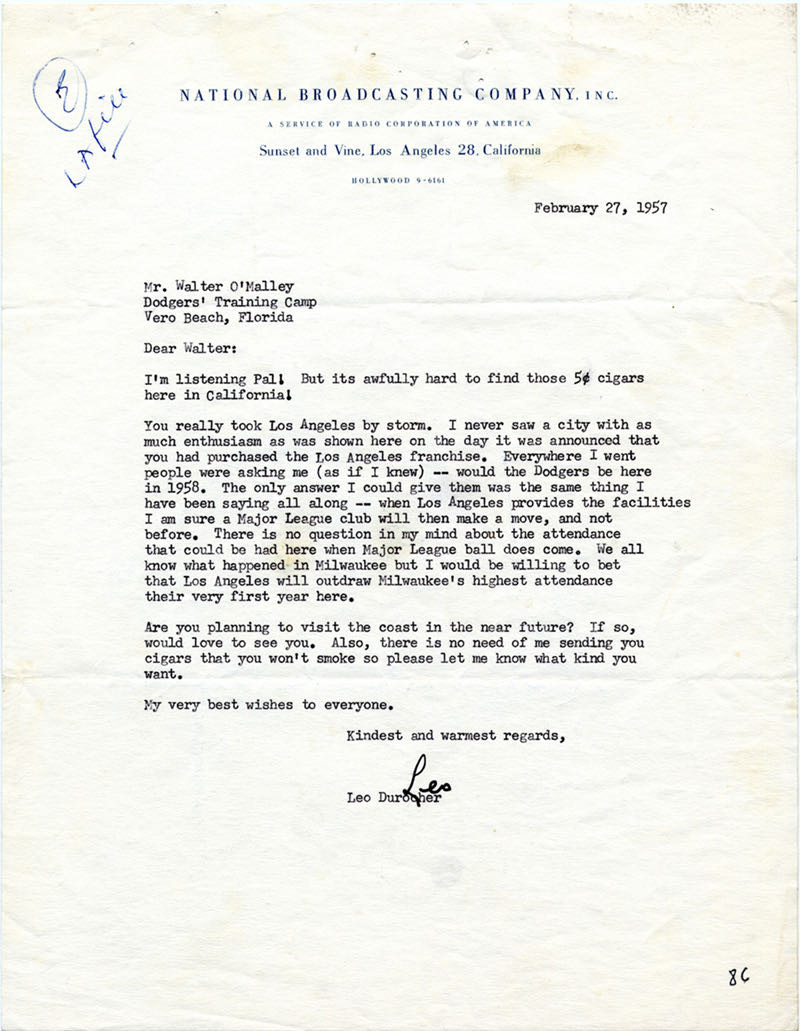 LA file
NATIONAL BROADCASTING COMPANY, INC.
A SERVICE OF RADIO CORPORATION OF AMERICA
Sunset and Vine, Los Angeles 28, California
HOLLYWOOD 9-6161
February 27, 1957
Mr. Walter O'Malley
Dodgers' Training Camp
Vero Beach, Florida
Dear Walter:
I'm listening Pal! But its awfully hard to find those 5¢ cigars
here in California!
You really took Los Angeles by storm. I never saw a city with as
much enthusiasm as was shown here on the day it was announced that
you had purchased the Los Angeles franchise. Everywhere I went
people were asking me (as if I knew) -- would the Dodgers be here
in 1958. The only answer I could give them was the same thing I
have been saying all along -- when Los Angeles provides the facilities
I am sure a Major League club will then make a move, and not
before. There is no question in my mind about the attendance
that could be had here when Major League ball does come. We all
know what happened in Milwaukee but I would be willing to bet
that Los Angeles will outdraw Milwaukee's highest attendance
their very first year here.
Are you planning to visit the coast in the near future? If so,
would love to see you. Also, there is no need of me sending you
cigars that you won't smoke so please let me know what kind you
want.
My very best wishes to everyone.
Kindest and warmest regards,
Leo
Leo Durocher